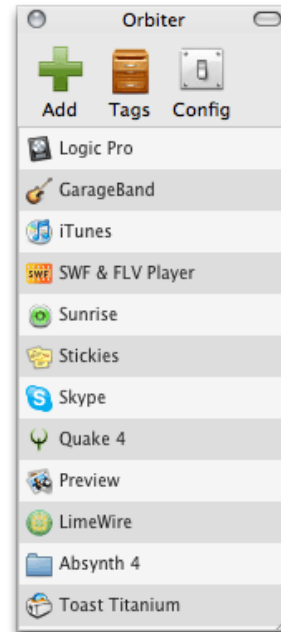 Orbiter
Add Tags Config
Logic Pro
GarageBand
iTunes
SWF SWF & FLV Player
Sunrise
Stickies
Skype
Quake 4
Preview
LimeWire
Absynth 4
Toast Titanium